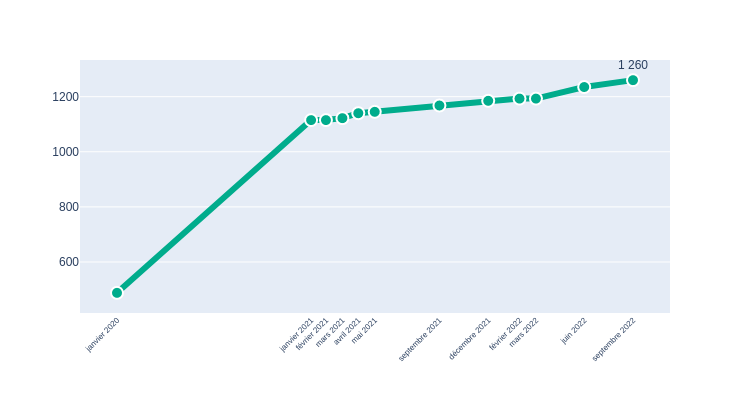 1 260
1200
1000
800
600
janvier 2020
janvier 2021
février 2021
mars 2021
avril 2021
mai 2021
septembre 2021
décembre 2021
février 2022
mars 2022
juin 2022
septembre 2022